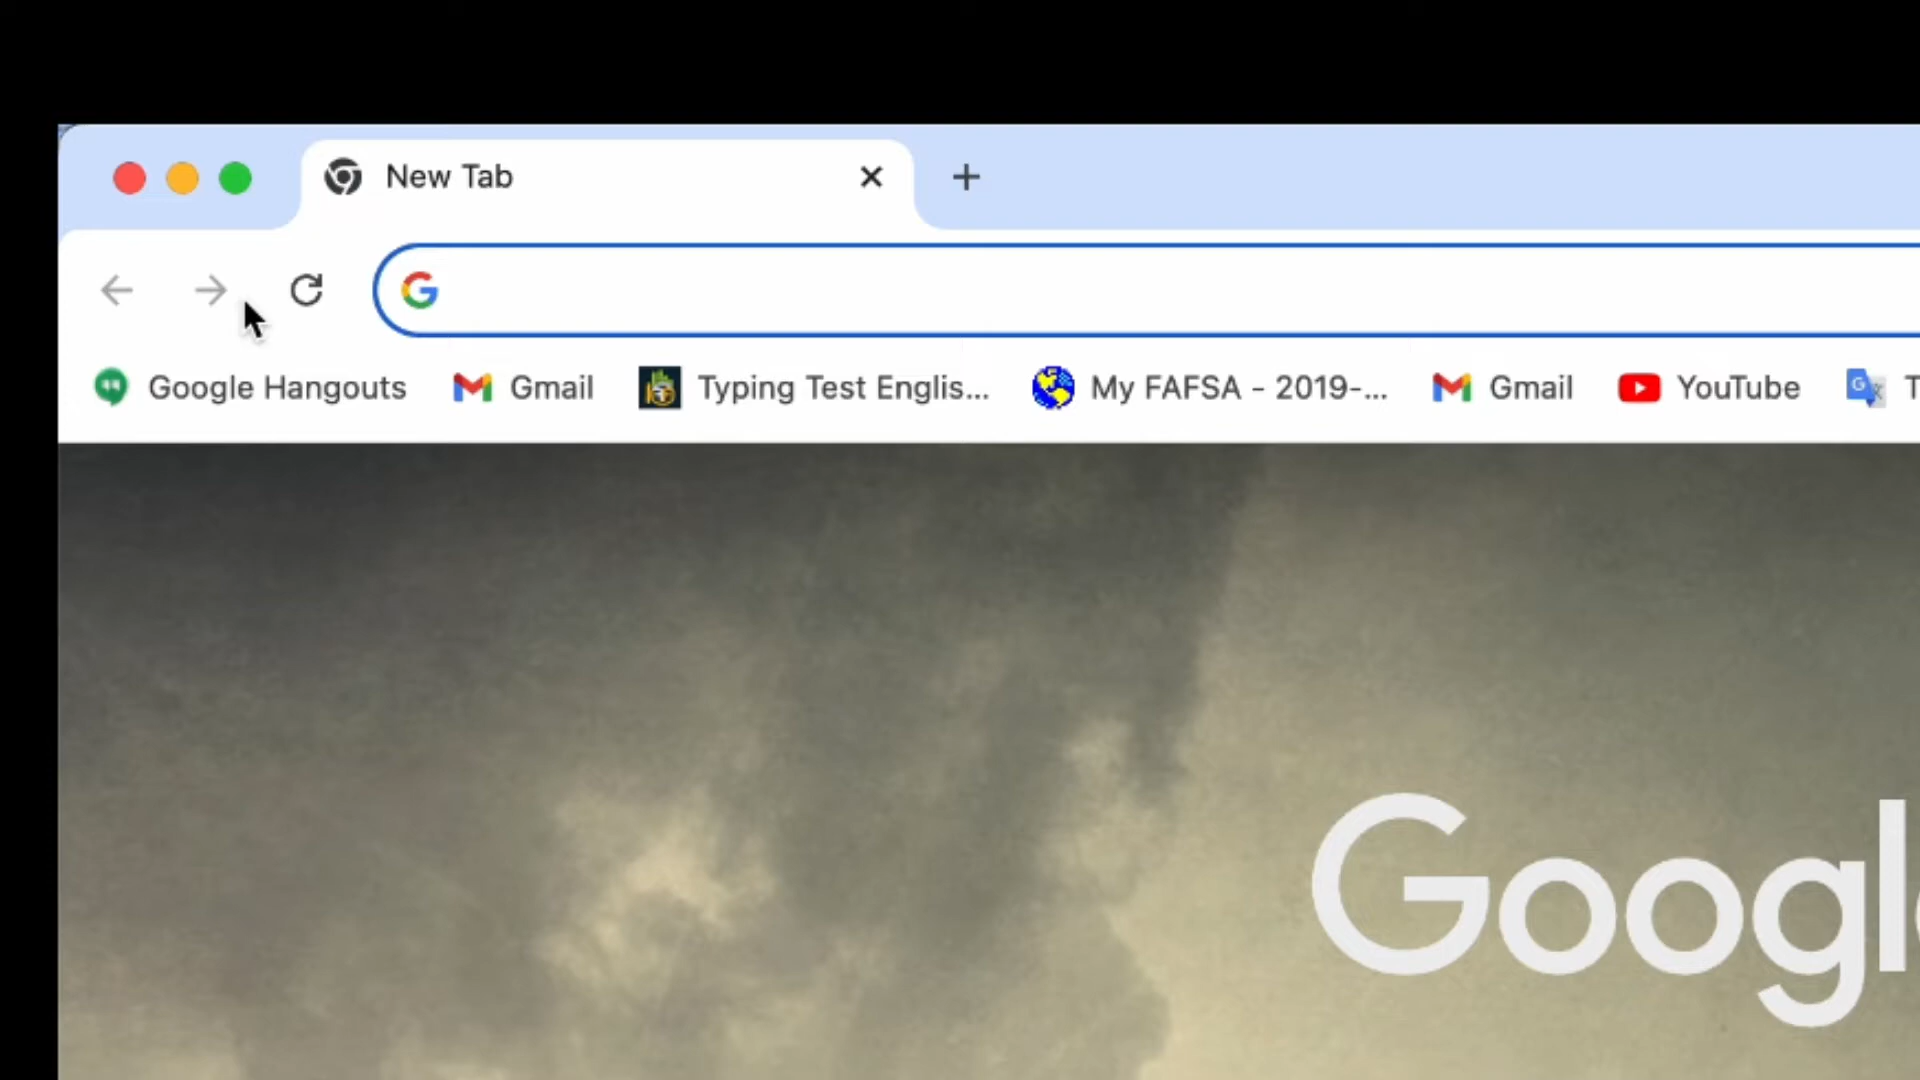 New Tab
Google Hangouts Gmail Typing Test Englis... My FAFSA - 2019-... Gmail YouTube T
Googl